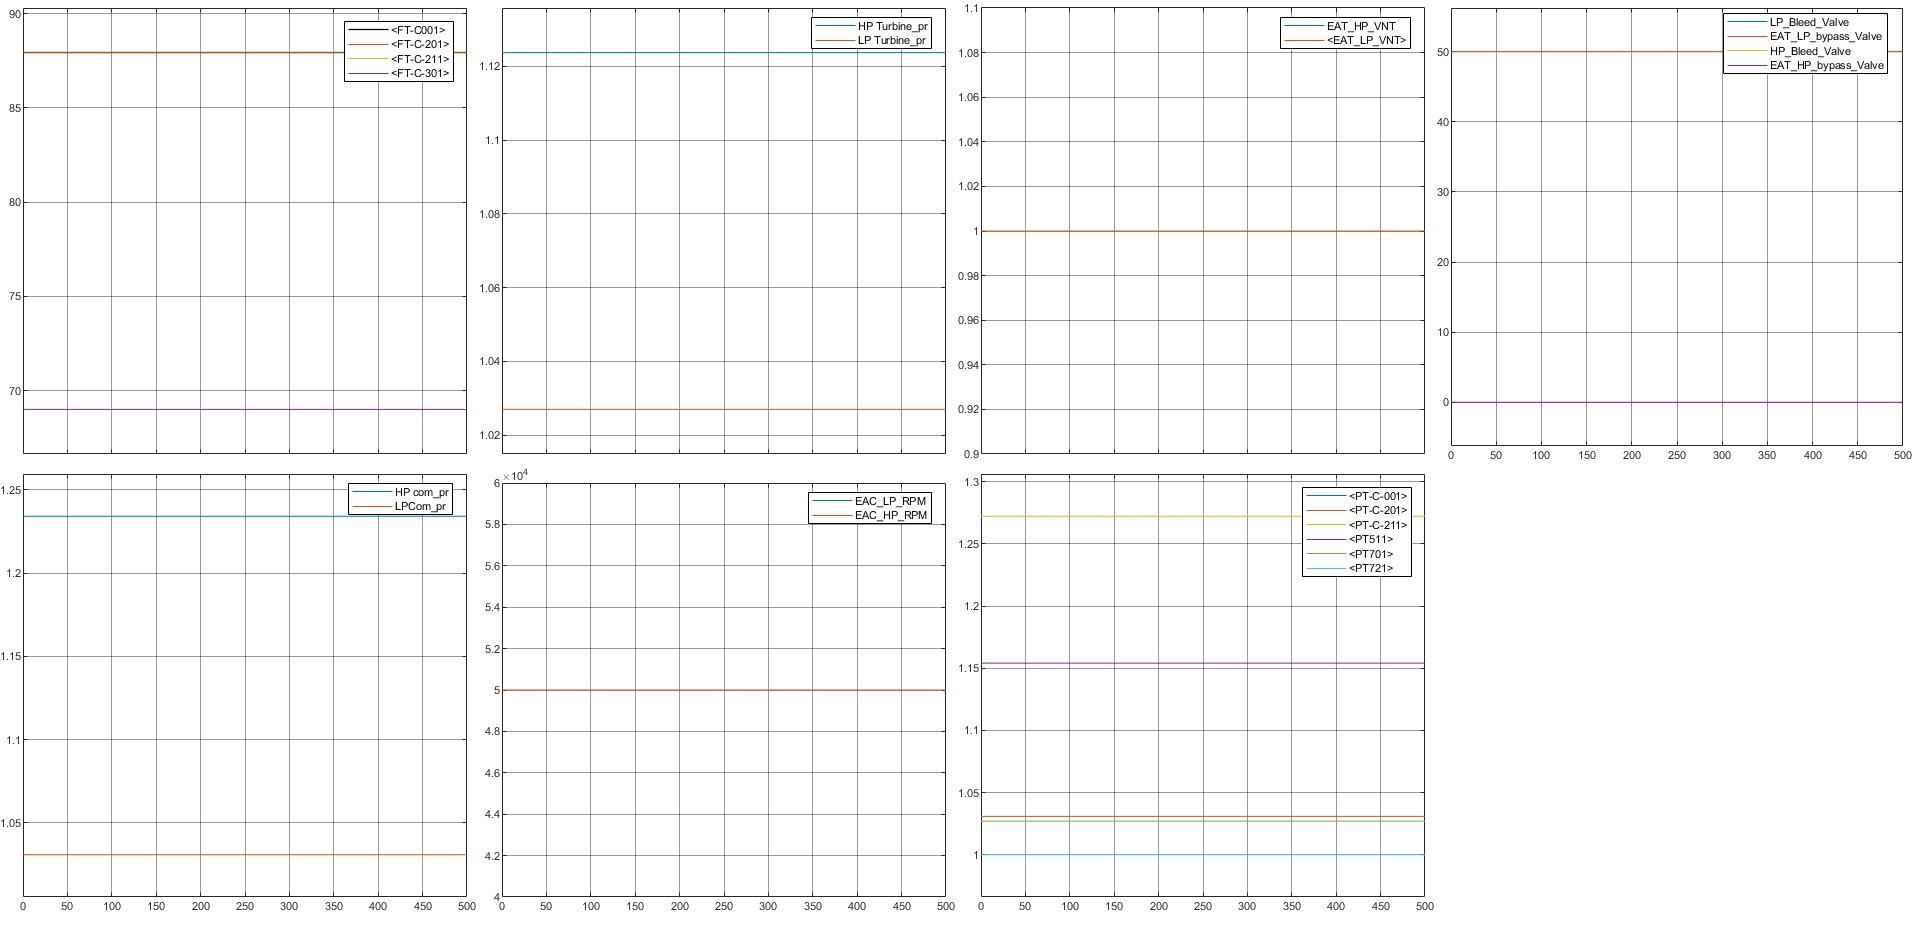 90
85
80
75
70
<FT-C001>
<FT-C-201>
<FT-C-211>
<FT-C-301>
1.12
1.1
1.08
1.06
1.04
1.02
HP Turbine_pr
LP Turbine_pr
1.1
1.08
1.06
1.04
1.02
1
0.98
0.96
0.94
0.92
0.9
EAT_HP_VNT
<EAT_LP_VNT>
50
40
30
20
10
0
LP_Bleed_Valve
EAT_LP_bypass_Valve
HP_Bleed_Valve
EAT_HP_bypass_Valve
0 50 100 150 200 250 300 350 400 450 500
1.25
1.2
1.15
1.1
1.05
HP com_pr
LPCom_pr
0 50 100 150 200 250 300 350 400 450 500
×10⁴
6
5.8
5.6
5.4
5.2
5
4.8
4.6
4.4
4.2
4
EAC_LP_RPM
EAC_HP_RPM
0 50 100 150 200 250 300 350 400 450 500
1.3
1.25
1.2
1.15
1.1
1.05
1
<PT-C-001>
<PT-C-201>
<PT-C-211>
<PT511>
<PT701>
<PT721>
0 50 100 150 200 250 300 350 400 450 500